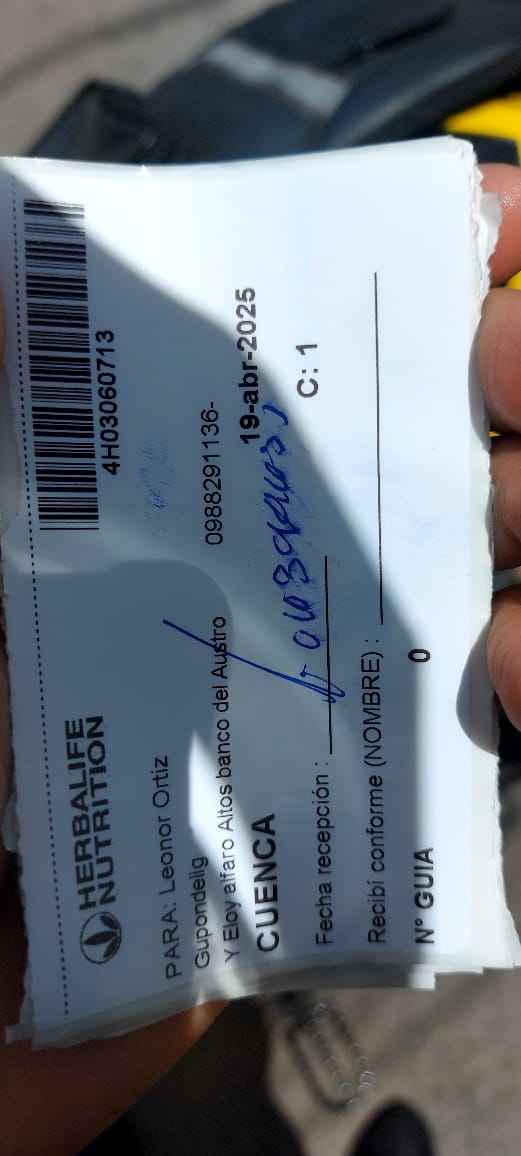 HERBALIFE
NUTRITION
4H03060713
PARA: Leonor Ortiz
Gupondelig
0988291136-
Y Eloy alfaro Altos banco del Austro
CUENCA
19-abr-2025
Fecha recepción :
C: 1
Recibí conforme (NOMBRE) :
N° GUIA 0